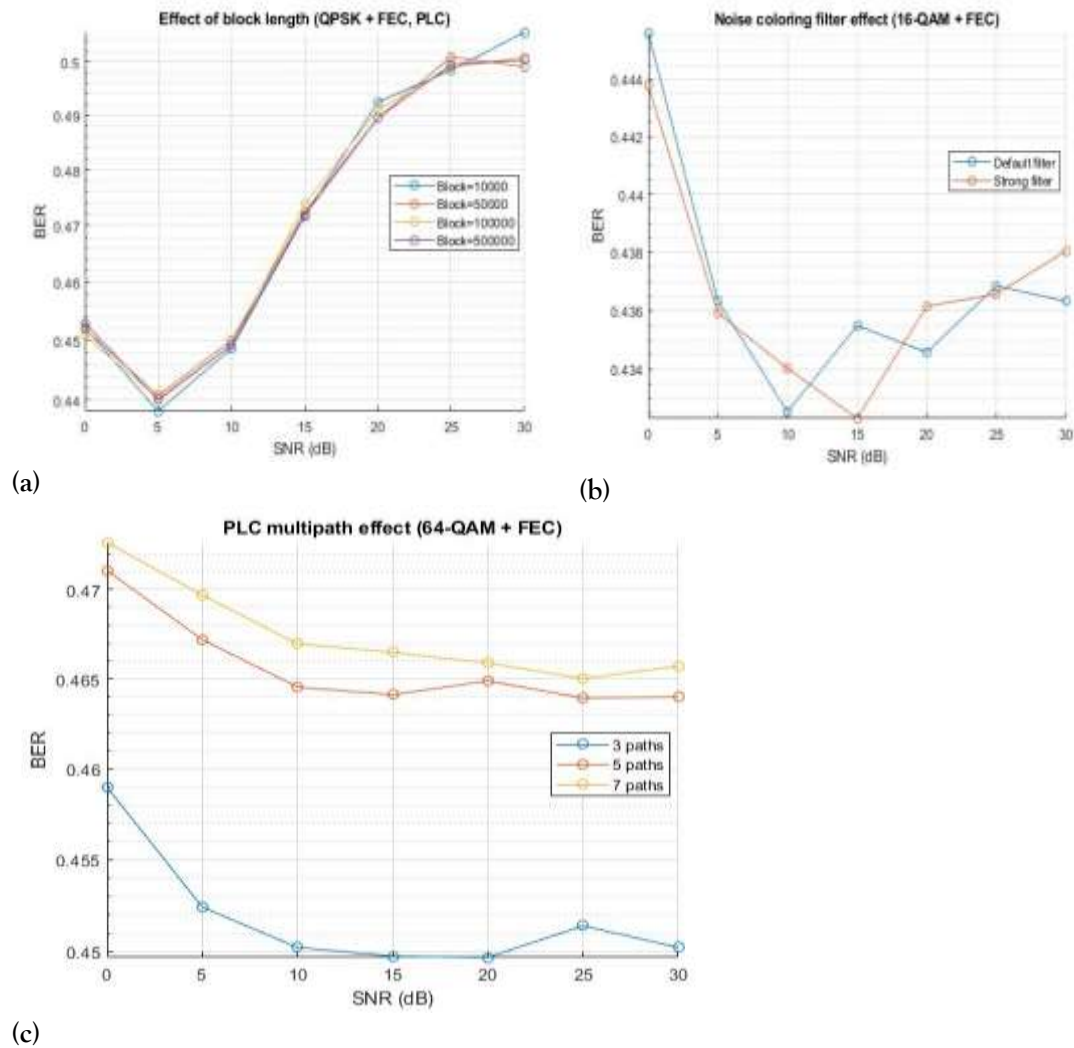 Effect of block length (QPSK + FEC, PLC)
0.5
0.49
0.48
0.47
0.46
0.45
0.44
BER
0 5 10 15 20 25 30
SNR (dB)
Block=10000
Block=50000
Block=100000
Block=500000
(a)
Noise coloring filter effect (16-QAM + FEC)
0.444
0.442
0.44
0.438
0.436
0.434
BER
0 5 10 15 20 25 30
SNR (dB)
Default filter
Strong filter
(b)
PLC multipath effect (64-QAM + FEC)
0.47
0.465
0.46
0.455
0.45
BER
0 5 10 15 20 25 30
SNR (dB)
3 paths
5 paths
7 paths
(c)